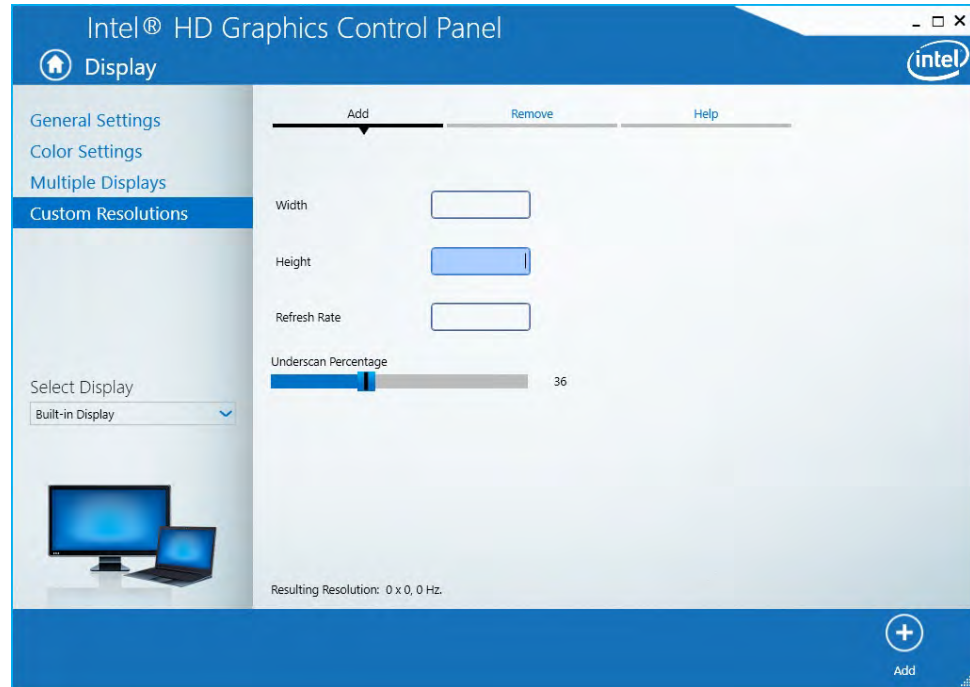 Intel® HD Graphics Control Panel
Display
intel
General Settings
Color Settings
Multiple Displays
Custom Resolutions
Select Display
Built-in Display
Add Remove Help
Width
Height
Refresh Rate
Underscan Percentage
36
Resulting Resolution: 0 x 0, 0 Hz.
Add